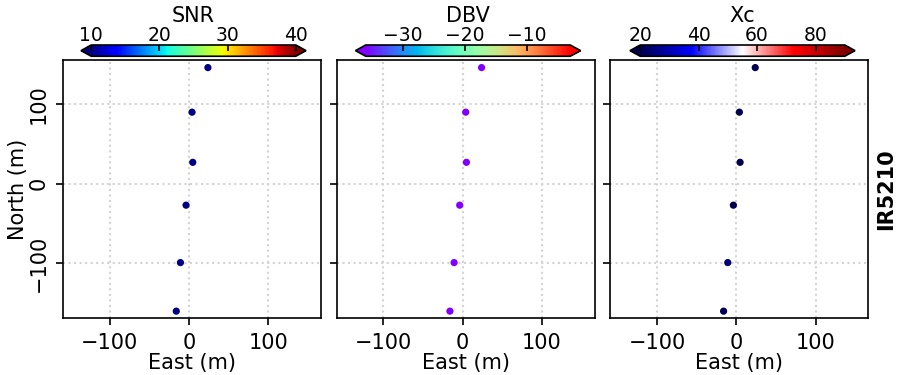 SNR DBV Xc
10 20 30 40 −30 −20 −10 20 40 60 80
100
0
−100
North (m)
IR5210
−100 0 100 −100 0 100 −100 0 100
East (m) East (m) East (m)